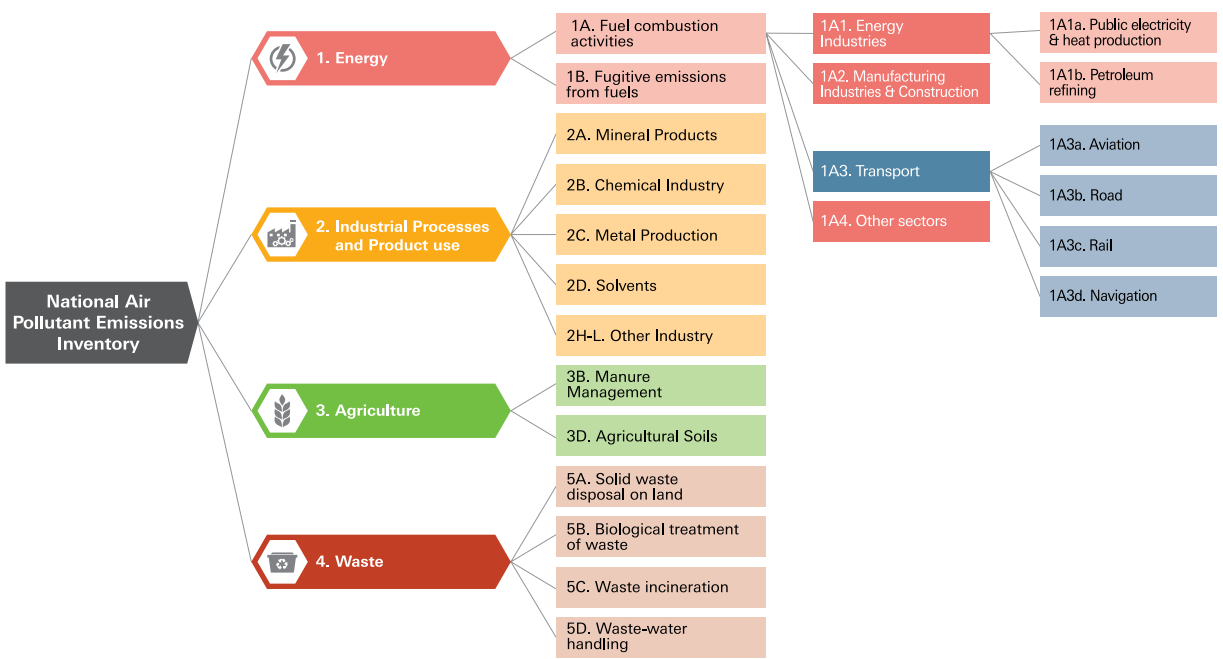 National Air
Pollutant Emissions
Inventory
1. Energy
1A. Fuel combustion
activities
1B. Fugitive emissions
from fuels
1A1. Energy
Industries
1A2. Manufacturing
Industries & Construction
1A3. Transport
1A4. Other sectors
1A1a. Public electricity
& heat production
1A1b. Petroleum
refining
1A3a. Aviation
1A3b. Road
1A3c. Rail
1A3d. Navigation
2. Industrial Processes
and Product use
2A. Mineral Products
2B. Chemical Industry
2C. Metal Production
2D. Solvents
2H-L. Other Industry
3. Agriculture
3B. Manure
Management
3D. Agricultural Soils
4. Waste
5A. Solid waste
disposal on land
5B. Biological treatment
of waste
5C. Waste incineration
5D. Waste-water
handling